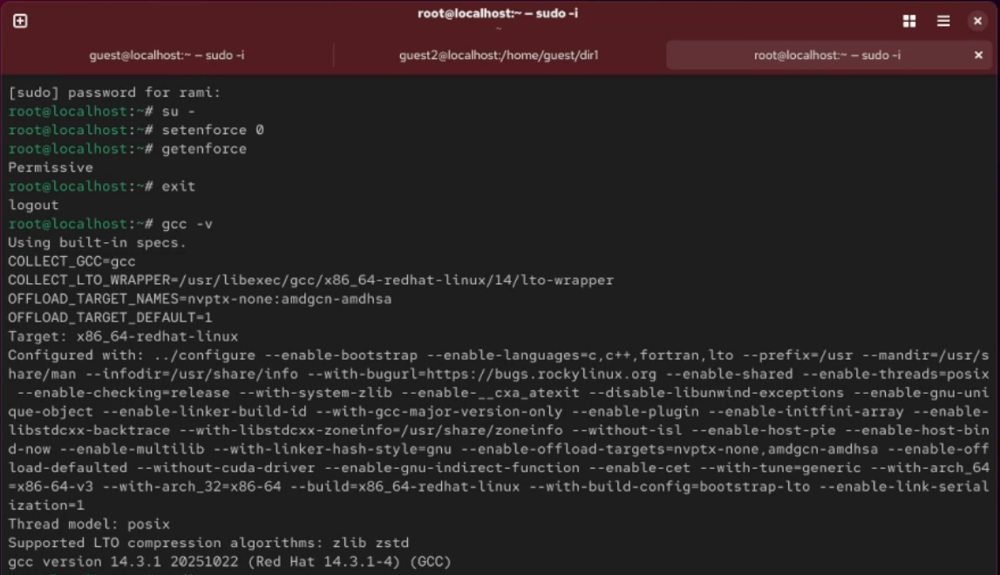 root@localhost:~ — sudo -i
~
guest@localhost:~ — sudo -i
guest2@localhost:/home/guest/dir1
root@localhost:~ — sudo -i
[sudo] password for rami:
root@localhost:~# su -
root@localhost:~# setenforce 0
root@localhost:~# getenforce
Permissive
root@localhost:~# exit
logout
root@localhost:~# gcc -v
Using built-in specs.
COLLECT_GCC=gcc
COLLECT_LTO_WRAPPER=/usr/libexec/gcc/x86_64-redhat-linux/14/lto-wrapper
OFFLOAD_TARGET_NAMES=nvptx-none:amdgcn-amdhsa
OFFLOAD_TARGET_DEFAULT=1
Target: x86_64-redhat-linux
Configured with: ../configure --enable-bootstrap --enable-languages=c,c++,fortran,lto --prefix=/usr --mandir=/usr/s
hare/man --infodir=/usr/share/info --with-bugurl=https://bugs.rockylinux.org --enable-shared --enable-threads=posix
--enable-checking=release --with-system-zlib --enable-__cxa_atexit --disable-libunwind-exceptions --enable-gnu-uni
que-object --enable-linker-build-id --with-gcc-major-version-only --enable-plugin --enable-initfini-array --enable-
libstdcxx-backtrace --with-libstdcxx-zoneinfo=/usr/share/zoneinfo --without-isl --enable-host-pie --enable-host-bin
d-now --enable-multilib --with-linker-hash-style=gnu --enable-offload-targets=nvptx-none,amdgcn-amdhsa --enable-off
load-defaulted --without-cuda-driver --enable-gnu-indirect-function --enable-cet --with-tune=generic --with-arch_64
=x86-64-v3 --with-arch_32=x86-64 --build=x86_64-redhat-linux --with-build-config=bootstrap-lto --enable-link-serial
ization=1
Thread model: posix
Supported LTO compression algorithms: zlib zstd
gcc version 14.3.1 20251022 (Red Hat 14.3.1-4) (GCC)